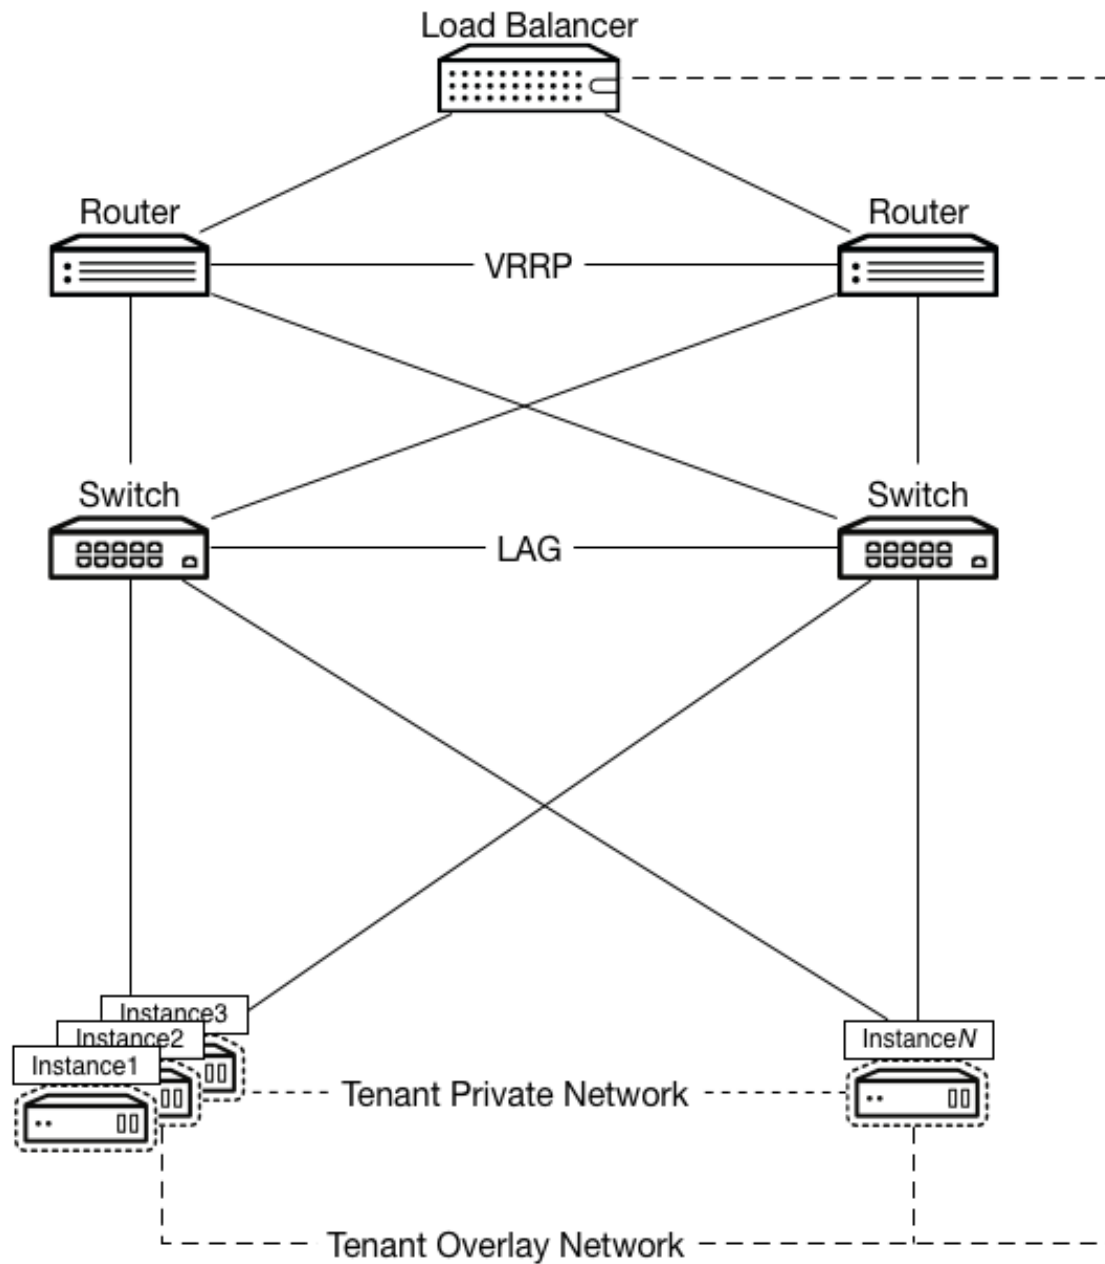 Load Balancer
Router
Router
VRRP
Switch
Switch
LAG
Instance3
Instance2
Instance1
InstanceN
Tenant Private Network
Tenant Overlay Network